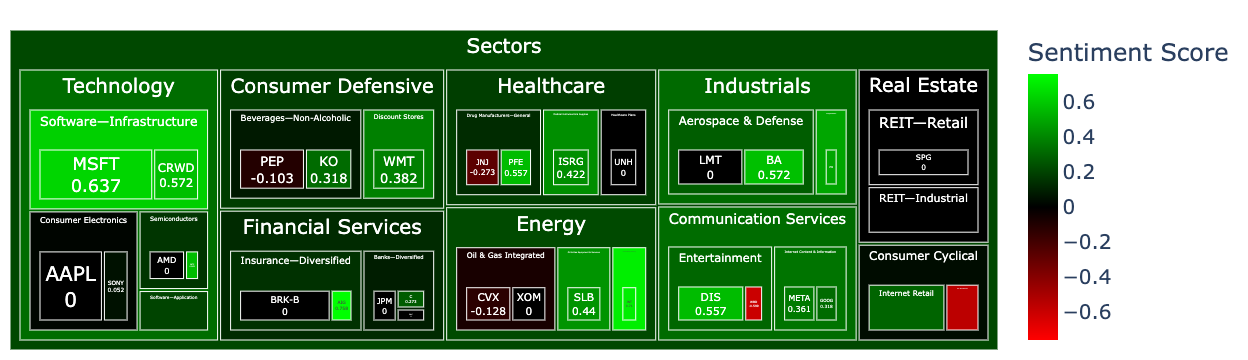 Sectors
Technology
Software—Infrastructure
MSFT
0.637
CRWD
0.572
Consumer Electronics
AAPL
0
SONY
0.052
Semiconductors
AMD
0
Software—Application
Consumer Defensive
Beverages—Non-Alcoholic
PEP
-0.103
KO
0.318
Discount Stores
WMT
0.382
Financial Services
Insurance—Diversified
BRK-B
0
Banks—Diversified
JPM
0
C
0.273
Healthcare
Drug Manufacturers—General
JNJ
-0.273
PFE
0.557
ISRG
0.422
Healthcare Plans
UNH
0
Energy
Oil & Gas Integrated
CVX
-0.128
XOM
0
SLB
0.44
Industrials
Aerospace & Defense
LMT
0
BA
0.572
Communication Services
Entertainment
DIS
0.557
Internet Content & Information
META
0.361
GOOG
0.318
Real Estate
REIT—Retail
SPG
0
REIT—Industrial
Consumer Cyclical
Internet Retail
Sentiment Score
0.6
0.4
0.2
0
−0.2
−0.4
−0.6